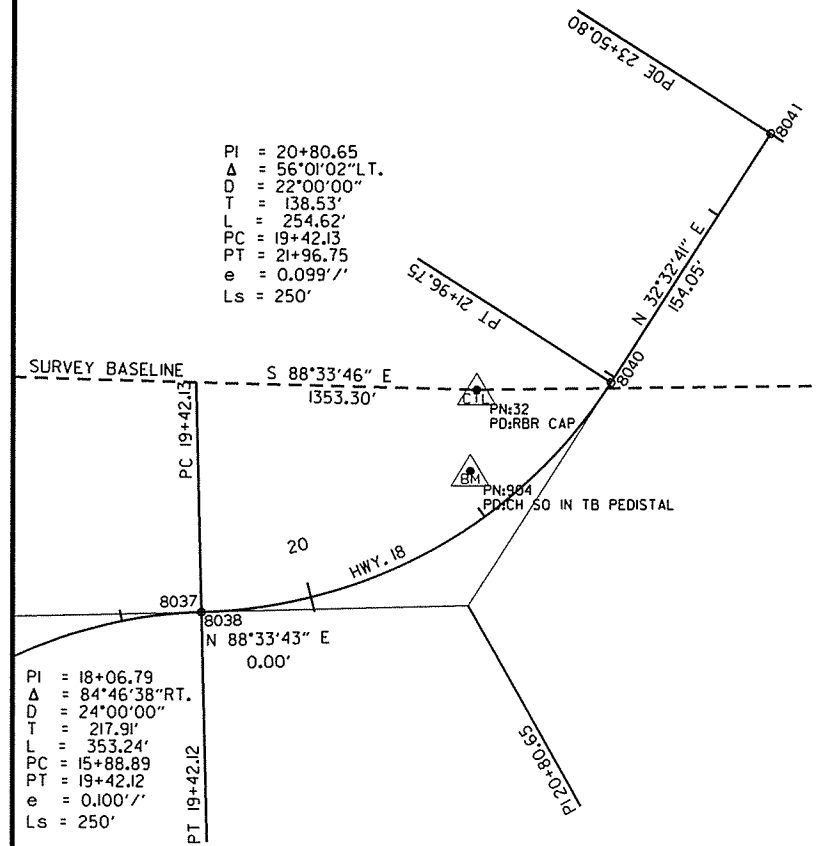 POE 23+50.80
8041
PI = 20+80.65
Δ = 56°01'02"LT.
D = 22°00'00"
T = 138.53'
L = 254.62'
PC = 19+42.13
PT = 21+96.75
e = 0.099'/'
Ls = 250'
N 32°32'41" E
154.05'
PT 21+96.75
8040
SURVEY BASELINE
S 88°33'46" E
1353.30'
CTL
PN:32
PD:RBR CAP
PC 19+42.13
BM
PN:904
PD:CH SO IN TB PEDISTAL
20
HWY. 18
8037
8038
N 88°33'43" E
0.00'
PI = 18+06.79
Δ = 84°46'38"RT.
D = 24°00'00"
T = 217.91'
L = 353.24'
PC = 15+88.89
PT = 19+42.12
e = 0.100'/'
Ls = 250'
PT 19+42.12
PI 20+80.65